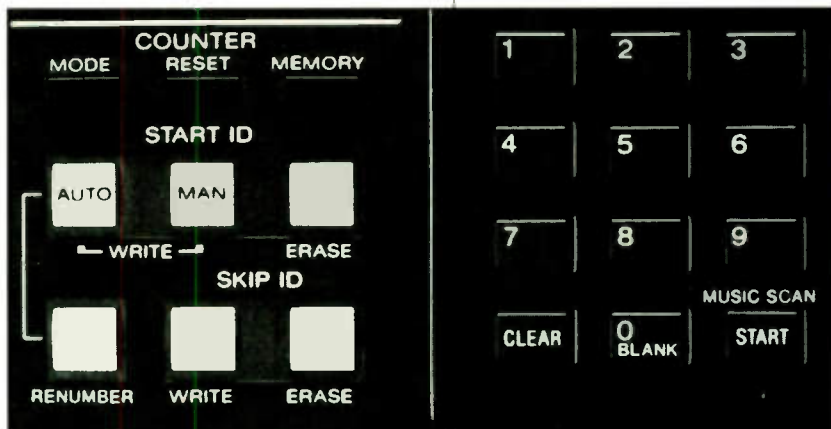 COUNTER
MODE RESET MEMORY
START ID
AUTO MAN
WRITE ERASE
SKIP ID
RENUMBER WRITE ERASE
1 2 3
4 5 6
7 8 9
MUSIC SCAN
CLEAR 0 START
BLANK